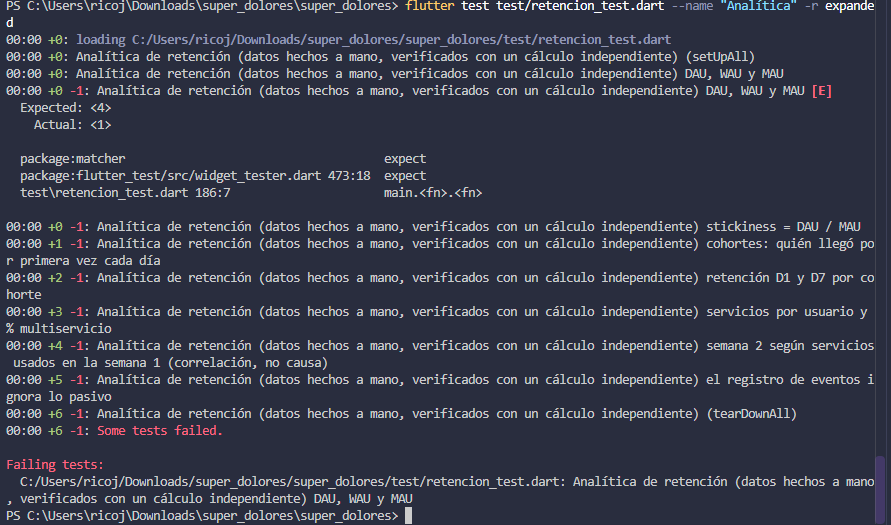 PS C:\Users\ricoj\Downloads\super_dolores\super_dolores> flutter test test/retencion_test.dart --name "Analítica" -r expande
d
00:00 +0: loading C:/Users/ricoj/Downloads/super_dolores/super_dolores/test/retencion_test.dart
00:00 +0: Analítica de retención (datos hechos a mano, verificados con un cálculo independiente) (setUpAll)
00:00 +0: Analítica de retención (datos hechos a mano, verificados con un cálculo independiente) DAU, WAU y MAU
00:00 +0 -1: Analítica de retención (datos hechos a mano, verificados con un cálculo independiente) DAU, WAU y MAU [E]
  Expected: <4>
    Actual: <1>

  package:matcher                                     expect
  package:flutter_test/src/widget_tester.dart 473:18  expect
  test\retencion_test.dart 186:7                      main.<fn>.<fn>

00:00 +0 -1: Analítica de retención (datos hechos a mano, verificados con un cálculo independiente) stickiness = DAU / MAU
00:00 +1 -1: Analítica de retención (datos hechos a mano, verificados con un cálculo independiente) cohortes: quién llegó po
r primera vez cada día
00:00 +2 -1: Analítica de retención (datos hechos a mano, verificados con un cálculo independiente) retención D1 y D7 por co
horte
00:00 +3 -1: Analítica de retención (datos hechos a mano, verificados con un cálculo independiente) servicios por usuario y
% multiservicio
00:00 +4 -1: Analítica de retención (datos hechos a mano, verificados con un cálculo independiente) semana 2 según servicios
 usados en la semana 1 (correlación, no causa)
00:00 +5 -1: Analítica de retención (datos hechos a mano, verificados con un cálculo independiente) el registro de eventos i
gnora lo pasivo
00:00 +6 -1: Analítica de retención (datos hechos a mano, verificados con un cálculo independiente) (tearDownAll)
00:00 +6 -1: Some tests failed.

Failing tests:
  C:/Users/ricoj/Downloads/super_dolores/super_dolores/test/retencion_test.dart: Analítica de retención (datos hechos a mano
, verificados con un cálculo independiente) DAU, WAU y MAU
PS C:\Users\ricoj\Downloads\super_dolores\super_dolores>